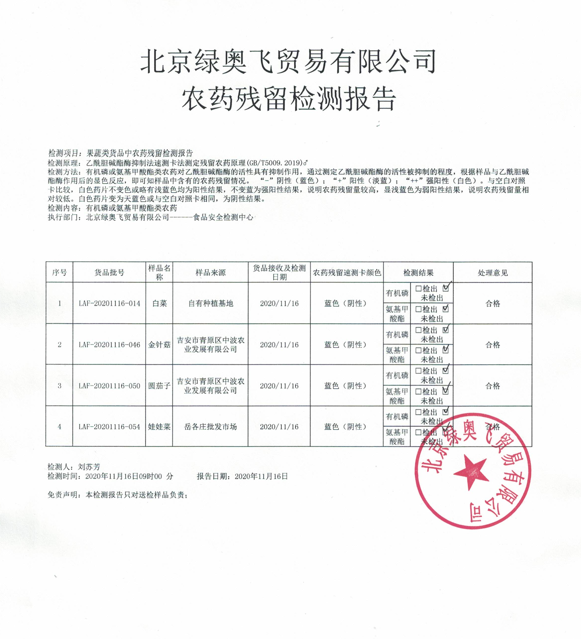 北京绿奥飞贸易有限公司
农药残留检测报告
检测项目：果蔬类货品中农药残留检测报告
检测原理：乙酰胆碱酯酶抑制法速测卡法测定残留农药原理(GB/T5009.2019)♂
检测方法：有机磷或氨基甲酸酯类农药对乙酰胆碱酯酶的活性具有抑制作用，通过测定乙酰胆碱酯酶的活性被抑制的程度，根据样品与乙酰胆碱
酯酶作用后的显色反应，即可知样品中含有的农药残留情况。 “-”阴性（蓝色）；“+”阳性（淡蓝）；“++”强阳性（白色）。与空白对照
卡比较，白色药片不变色或略有浅蓝色均为阳性结果，不变蓝为强阳性结果，说明农药残留量较高，显浅蓝色为弱阳性结果，说明农药残留量相
对较低。白色药片变为天蓝色或与空白对照卡相同，为阴性结果。
检测内容：有机磷或氨基甲酸酯类农药
执行部门：北京绿奥飞贸易有限公司------食品安全检测中心
序号 货品批号 样品名称 样品来源 货品接收及检测日期 农药残留速测卡颜色 检测结果 处理意见
1 LAF-20201116-014 白菜 自有种植基地 2020/11/16 蓝色（阴性） 有机磷 □检出 ☑未检出 合格
氨基甲酸酯 □检出 ☑未检出
2 LAF-20201116-046 金针菇 吉安市青原区中波农业发展有限公司 2020/11/16 蓝色（阴性） 有机磷 □检出 ☑未检出 合格
氨基甲酸酯 □检出 ☑未检出
3 LAF-20201116-050 圆茄子 吉安市青原区中波农业发展有限公司 2020/11/16 蓝色（阴性） 有机磷 □检出 ☑未检出 合格
氨基甲酸酯 □检出 ☑未检出
4 LAF-20201116-054 娃娃菜 岳各庄批发市场 2020/11/16 蓝色（阴性） 有机磷 □检出 ☑未检出 合格
氨基甲酸酯 □检出 ☑未检出
检测人：刘苏芳
检测时间：2020年11月16日09时00 分 报告日期：2020年11月16日
免责声明：本检测报告只对送检样品负责；
北京绿奥飞贸易有限公司